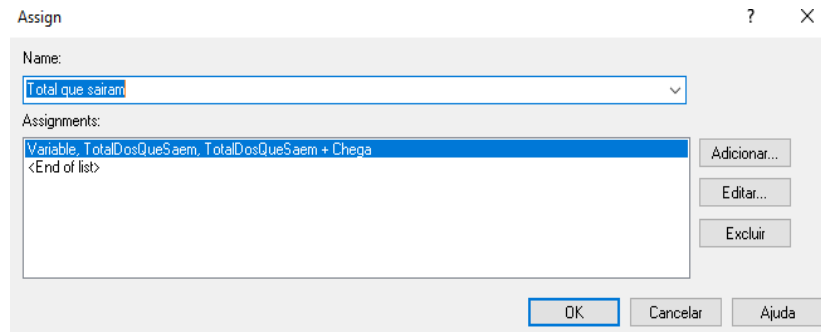 Assign ? ×
Name:
Total que sairam
Assignments:
Variable, TotalDosQueSaem, TotalDosQueSaem + Chega
<End of list>
Adicionar...
Editar...
Excluir
OK Cancelar Ajuda